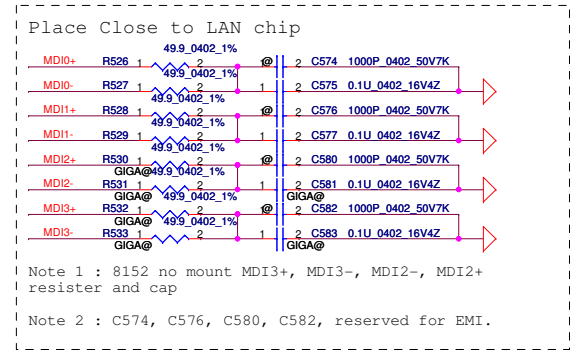 Place Close to LAN chip
49.9_0402_1%
MDI0+ R526 1 2 1 @ 2 C574 1000P_0402_50V7K
49.9_0402_1%
MDI0- R527 1 2 1 2 C575 0.1U_0402_16V4Z
49.9_0402_1%
MDI1+ R528 1 2 1 @ 2 C576 1000P_0402_50V7K
49.9_0402_1%
MDI1- R529 1 2 1 2 C577 0.1U_0402_16V4Z
49.9_0402_1%
MDI2+ R530 1 2 1 @ 2 C580 1000P_0402_50V7K
GIGA@ 49.9_0402_1%
MDI2- R531 1 2 1 2 C581 0.1U_0402_16V4Z
GIGA@ 49.9_0402_1% GIGA@
MDI3+ R532 1 2 1 @ 2 C582 1000P_0402_50V7K
GIGA@ 49.9_0402_1%
MDI3- R533 1 2 1 2 C583 0.1U_0402_16V4Z
GIGA@ GIGA@
Note 1 : 8152 no mount MDI3+, MDI3-, MDI2-, MDI2+
resister and cap
Note 2 : C574, C576, C580, C582, reserved for EMI.